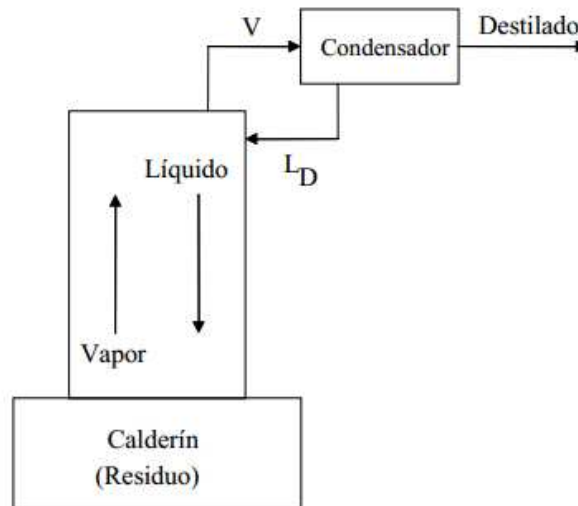 V
Condensador
Destilado
L_D
Líquido
Vapor
Calderín
(Residuo)